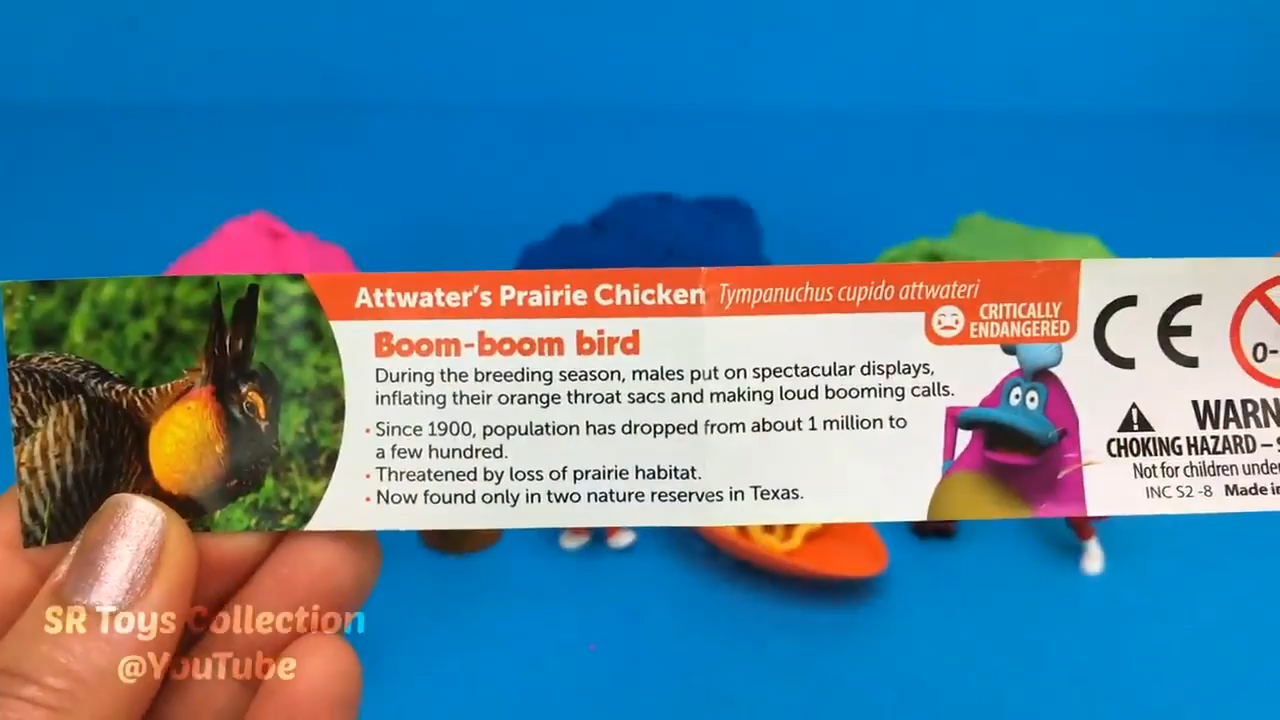 Attwater's Prairie Chicken Tympanuchus cupido attwateri
CRITICALLY
ENDANGERED
Boom-boom bird
During the breeding season, males put on spectacular displays,
inflating their orange throat sacs and making loud booming calls.
• Since 1900, population has dropped from about 1 million to
a few hundred.
• Threatened by loss of prairie habitat.
• Now found only in two nature reserves in Texas.
CE
0-
WARN
CHOKING HAZARD –
Not for children unde
INC S2 -8 Made in
SR Toys Collection
@YouTube